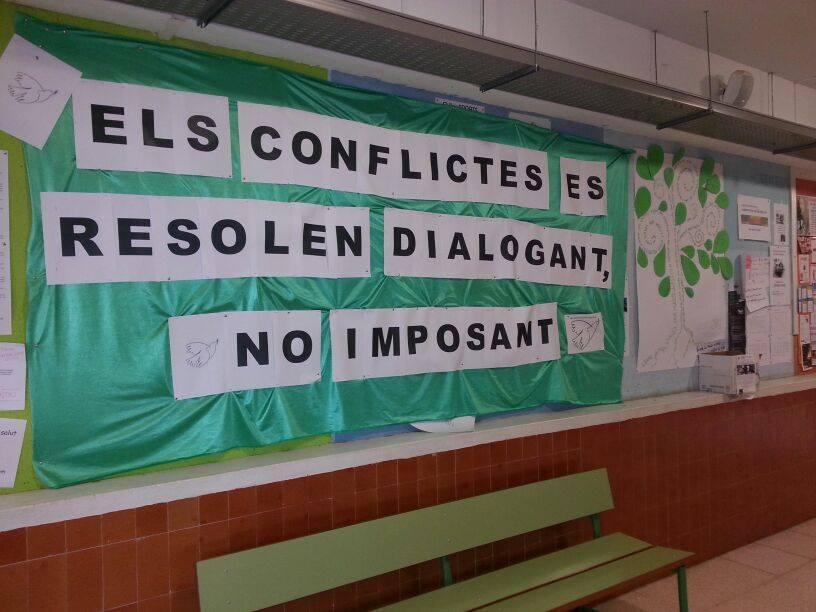 ELS CONFLICTES ES
RESOLEN DIALOGANT,
NO IMPOSANT